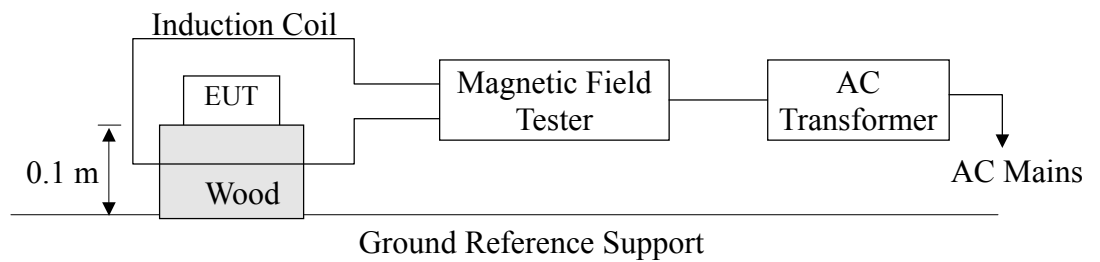 Induction Coil
EUT
Magnetic Field
Tester
AC
Transformer
0.1 m
Wood
AC Mains
Ground Reference Support